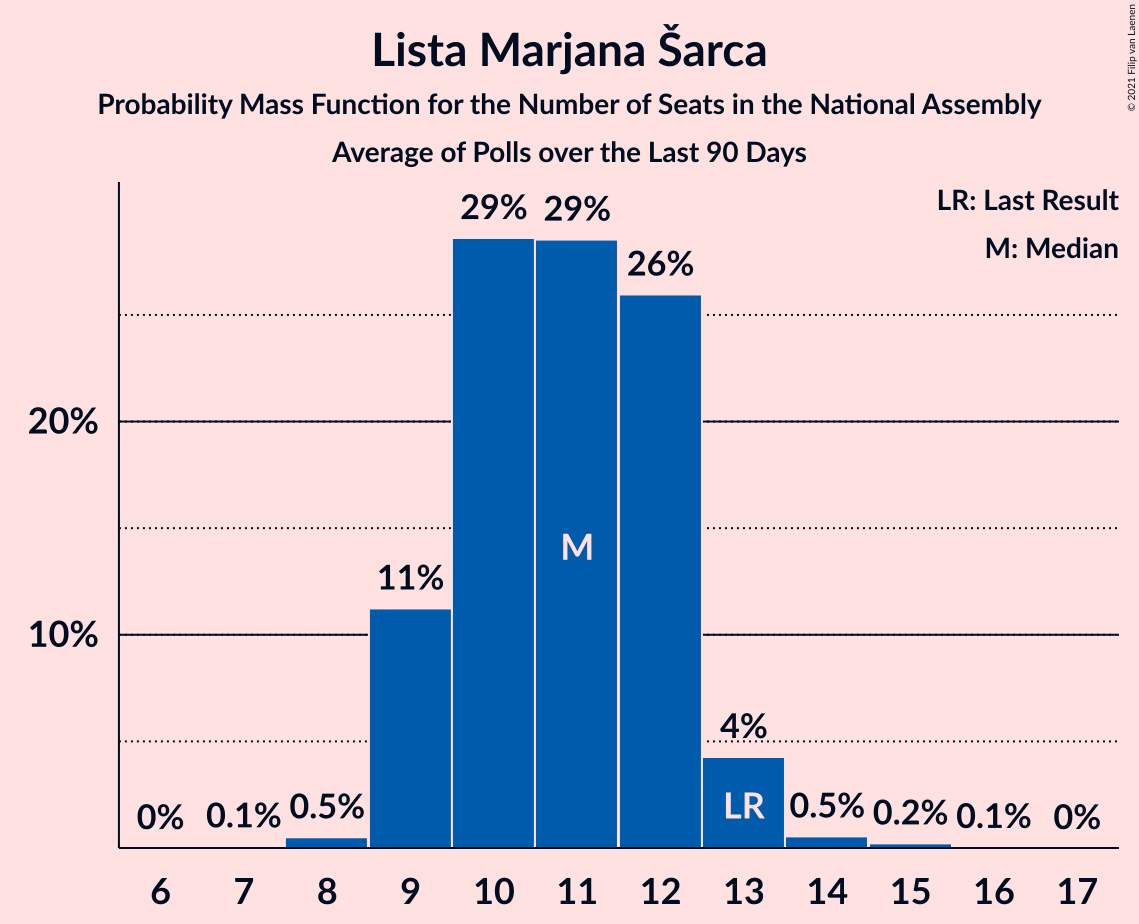 Lista Marjana Šarca
Probability Mass Function for the Number of Seats in the National Assembly
Average of Polls over the Last 90 Days
© 2021 Filip van Laenen
LR: Last Result
M: Median
29% 29%
26%
20%
M
11%
10%
4%
0% 0.1% 0.5% LR 0.5% 0.2% 0.1% 0%
6 7 8 9 10 11 12 13 14 15 16 17